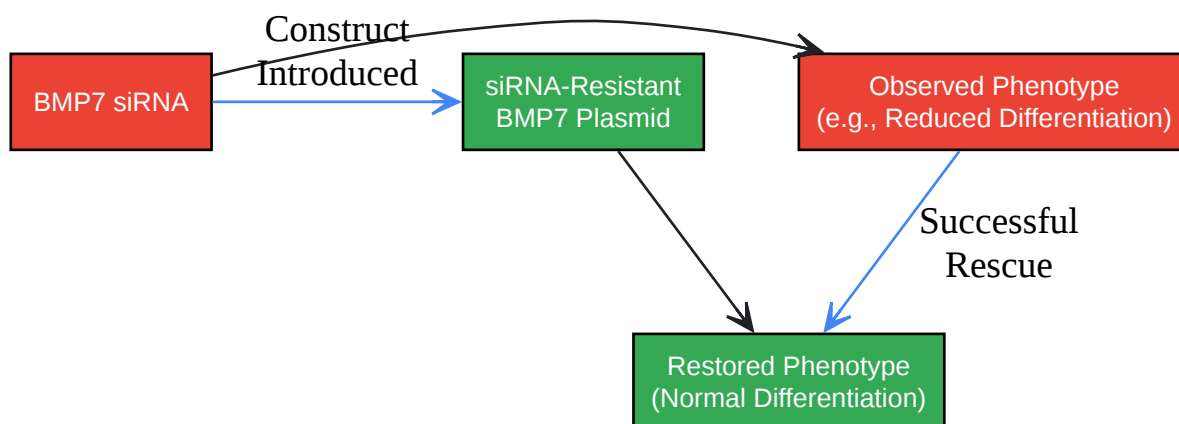 Construct
Introduced
BMP7 siRNA
siRNA-Resistant
BMP7 Plasmid
Observed Phenotype
(e.g., Reduced Differentiation)
Successful
Rescue
Restored Phenotype
(Normal Differentiation)